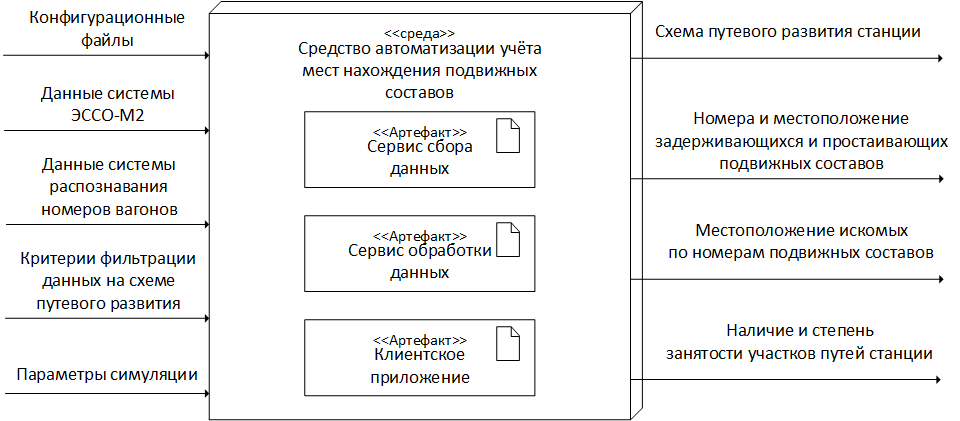 Конфигурационные
файлы
Данные системы
ЭССО-М2
Данные системы
распознавания
номеров вагонов
Критерии фильтрации
данных на схеме
путевого развития
Параметры симуляции
<<среда>>
Средство автоматизации учёта
мест нахождения подвижных
составов
<<Артефакт>>
Сервис сбора
данных
<<Артефакт>>
Сервис обработки
данных
<<Артефакт>>
Клиентское
приложение
Схема путевого развития станции
Номера и местоположение
задерживающихся и простаивающих
подвижных составов
Местоположение искомых
по номерам подвижных составов
Наличие и степень
занятости участков путей станции